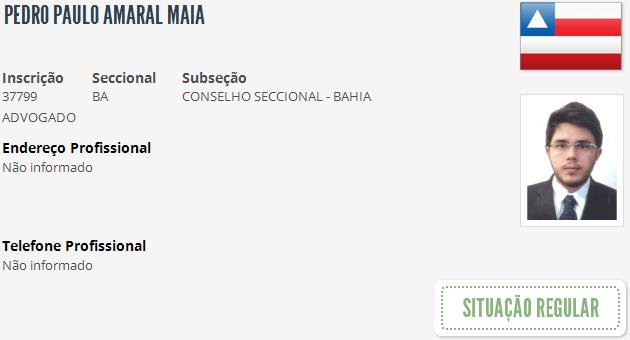 PEDRO PAULO AMARAL MAIA
Inscrição Seccional Subseção
37799 BA CONSELHO SECCIONAL - BAHIA
ADVOGADO
Endereço Profissional
Não informado
Telefone Profissional
Não informado
SITUAÇÃO REGULAR